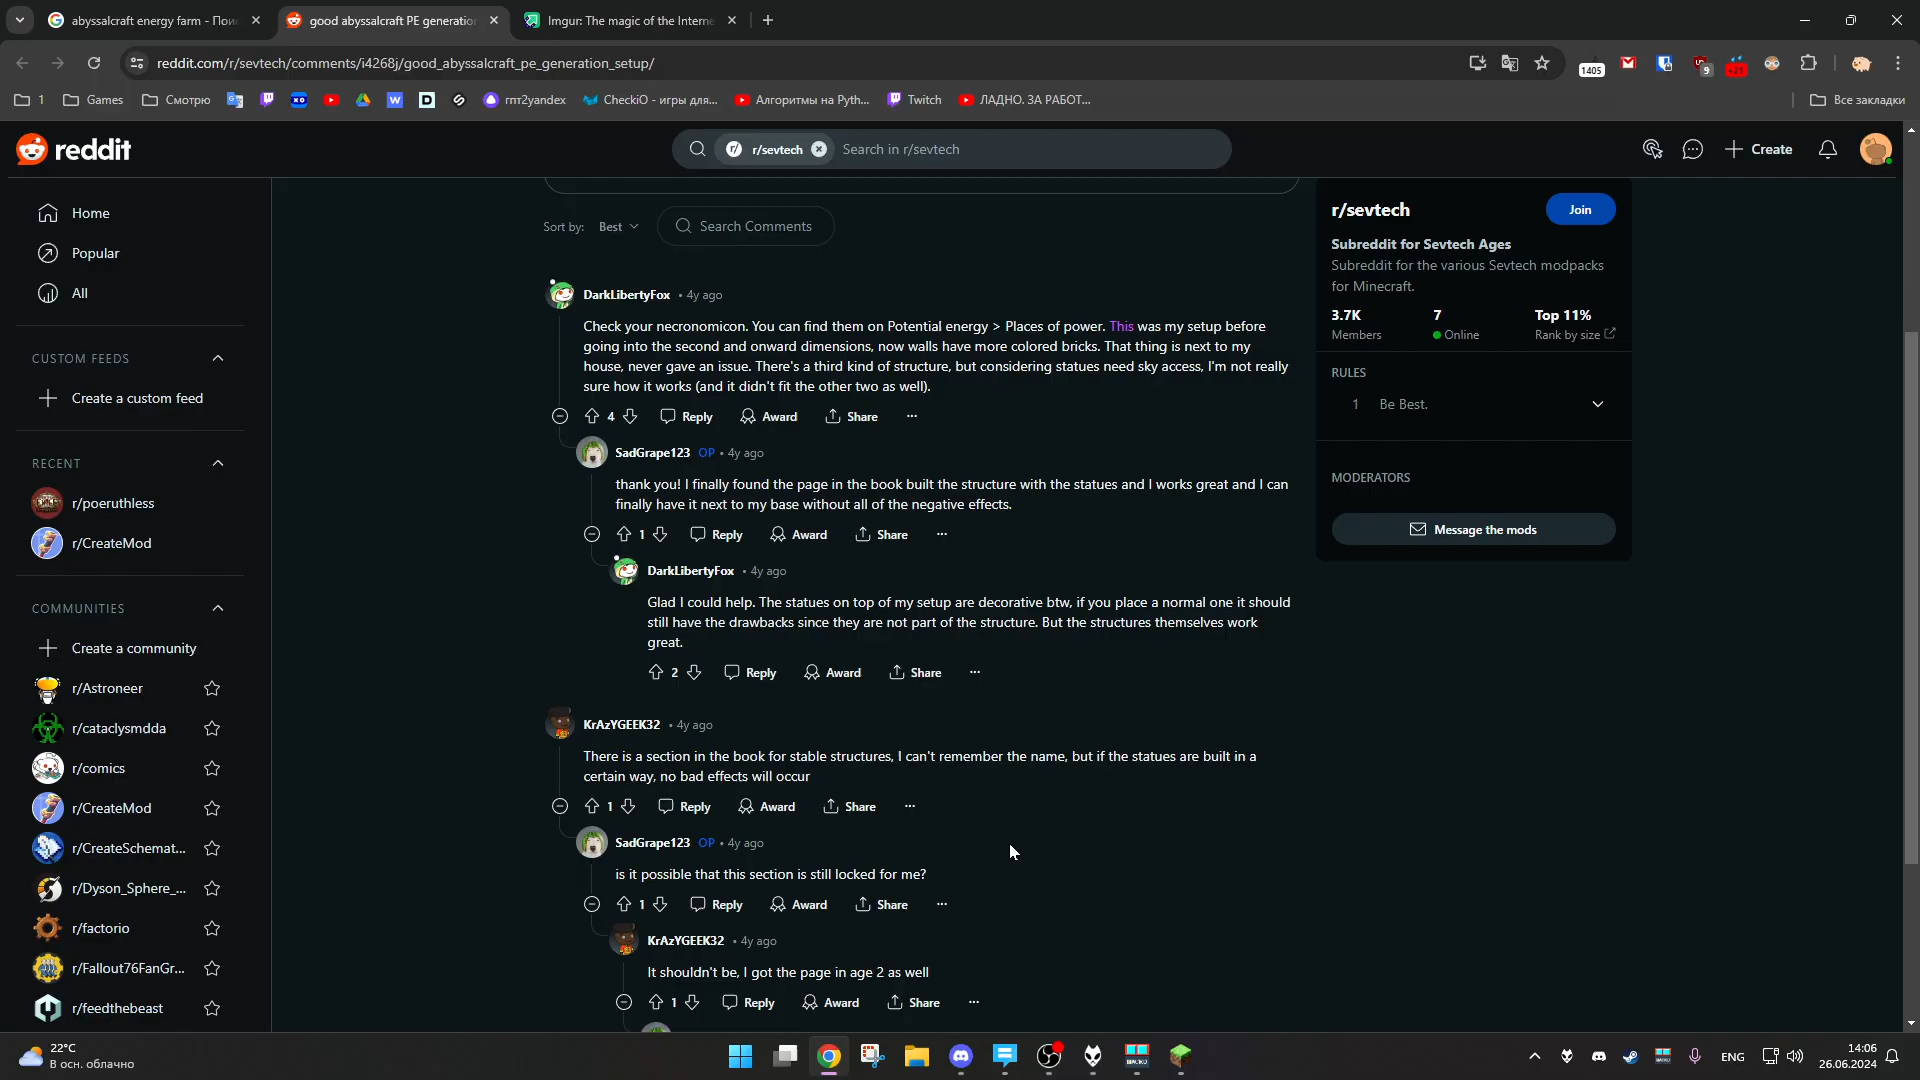 abyssalcraft energy farm - Пои
good abyssalcraft PE generatio
Imgur: The magic of the Interne
reddit.com/r/sevtech/comments/i4268j/good_abyssalcraft_pe_generation_setup/
1405
9
+21
1
Games
Смотрю
гпт2yandex
CheckiO - игры для...
Алгоритмы на Pyth...
Twitch
ЛАДНО. ЗА РАБОТ...
Все закладки
reddit
r/sevtech
Search in r/sevtech
Create
Home
Popular
All
CUSTOM FEEDS
Create a custom feed
RECENT
r/poeruthless
r/CreateMod
COMMUNITIES
Create a community
r/Astroneer
r/cataclysmdda
r/comics
r/CreateMod
r/CreateSchemat...
r/Dyson_Sphere_...
r/factorio
r/Fallout76FanGr...
r/feedthebeast
Sort by: Best
Search Comments
DarkLibertyFox • 4y ago
Check your necronomicon. You can find them on Potential energy > Places of power. This was my setup before
going into the second and onward dimensions, now walls have more colored bricks. That thing is next to my
house, never gave an issue. There's a third kind of structure, but considering statues need sky access, I'm not really
sure how it works (and it didn't fit the other two as well).
4 Reply Award Share ...
SadGrape123 OP • 4y ago
thank you! I finally found the page in the book built the structure with the statues and I works great and I can
finally have it next to my base without all of the negative effects.
1 Reply Award Share ...
DarkLibertyFox • 4y ago
Glad I could help. The statues on top of my setup are decorative btw, if you place a normal one it should
still have the drawbacks since they are not part of the structure. But the structures themselves work
great.
2 Reply Award Share ...
KrAzYGEEK32 • 4y ago
There is a section in the book for stable structures, I can't remember the name, but if the statues are built in a
certain way, no bad effects will occur
1 Reply Award Share ...
SadGrape123 OP • 4y ago
is it possible that this section is still locked for me?
1 Reply Award Share ...
KrAzYGEEK32 • 4y ago
It shouldn't be, I got the page in age 2 as well
1 Reply Award Share ...
r/sevtech
Join
Subreddit for Sevtech Ages
Subreddit for the various Sevtech modpacks
for Minecraft.
3.7K 7 Top 11%
Members Online Rank by size
RULES
1 Be Best.
MODERATORS
Message the mods
22°C
В осн. облачно
ENG
14:06
26.06.2024